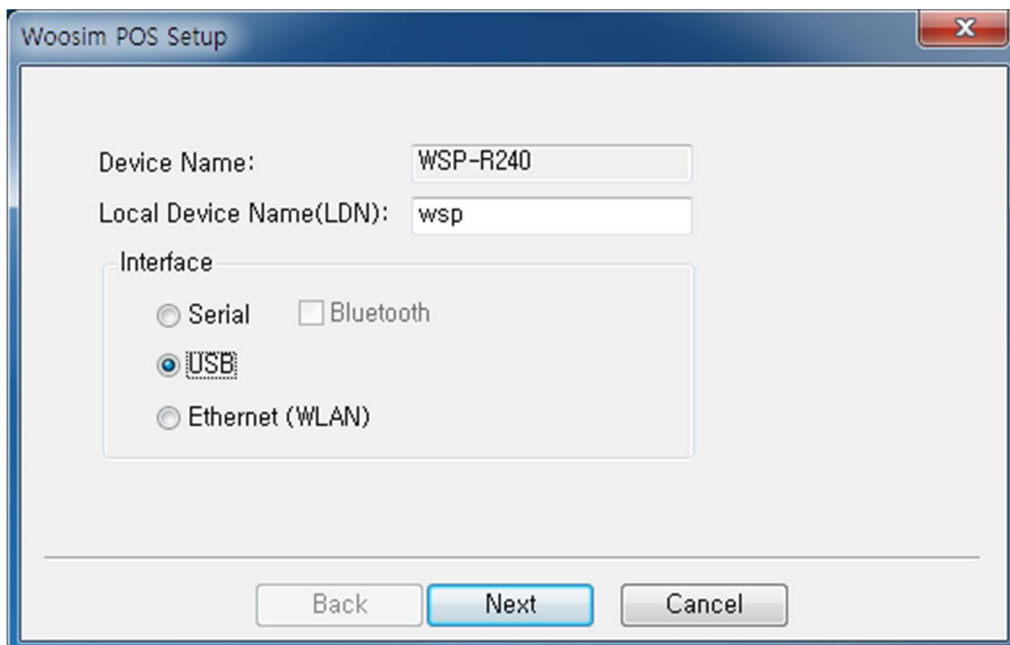 Woosim POS Setup
Device Name: WSP-R240
Local Device Name(LDN): wsp
Interface
Serial Bluetooth
USB
Ethernet (WLAN)
Back Next Cancel